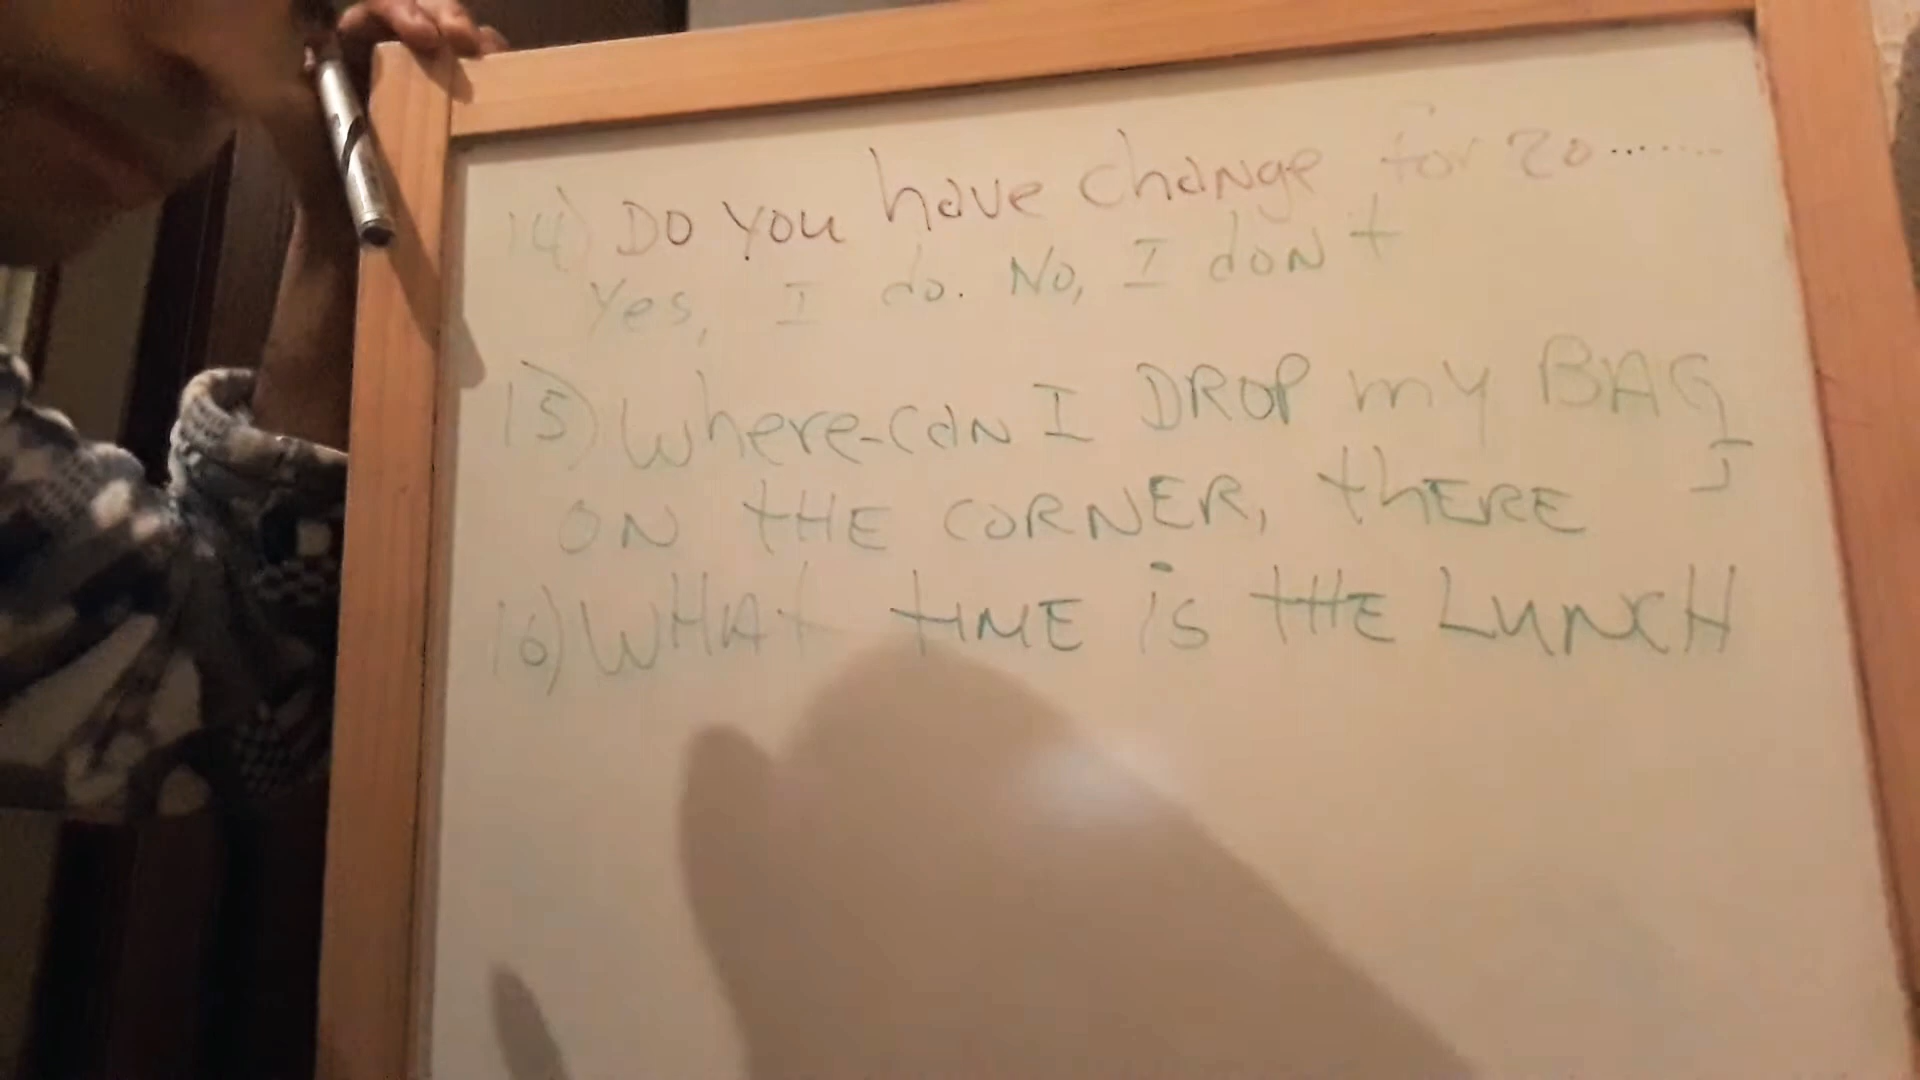 14) DO YOU have change for 20........
Yes, I do. No, I dont
15) Where can I DROP my BAG
ON tHE CORNER, thERE
16) WHAt tIME is tHE LUNCH